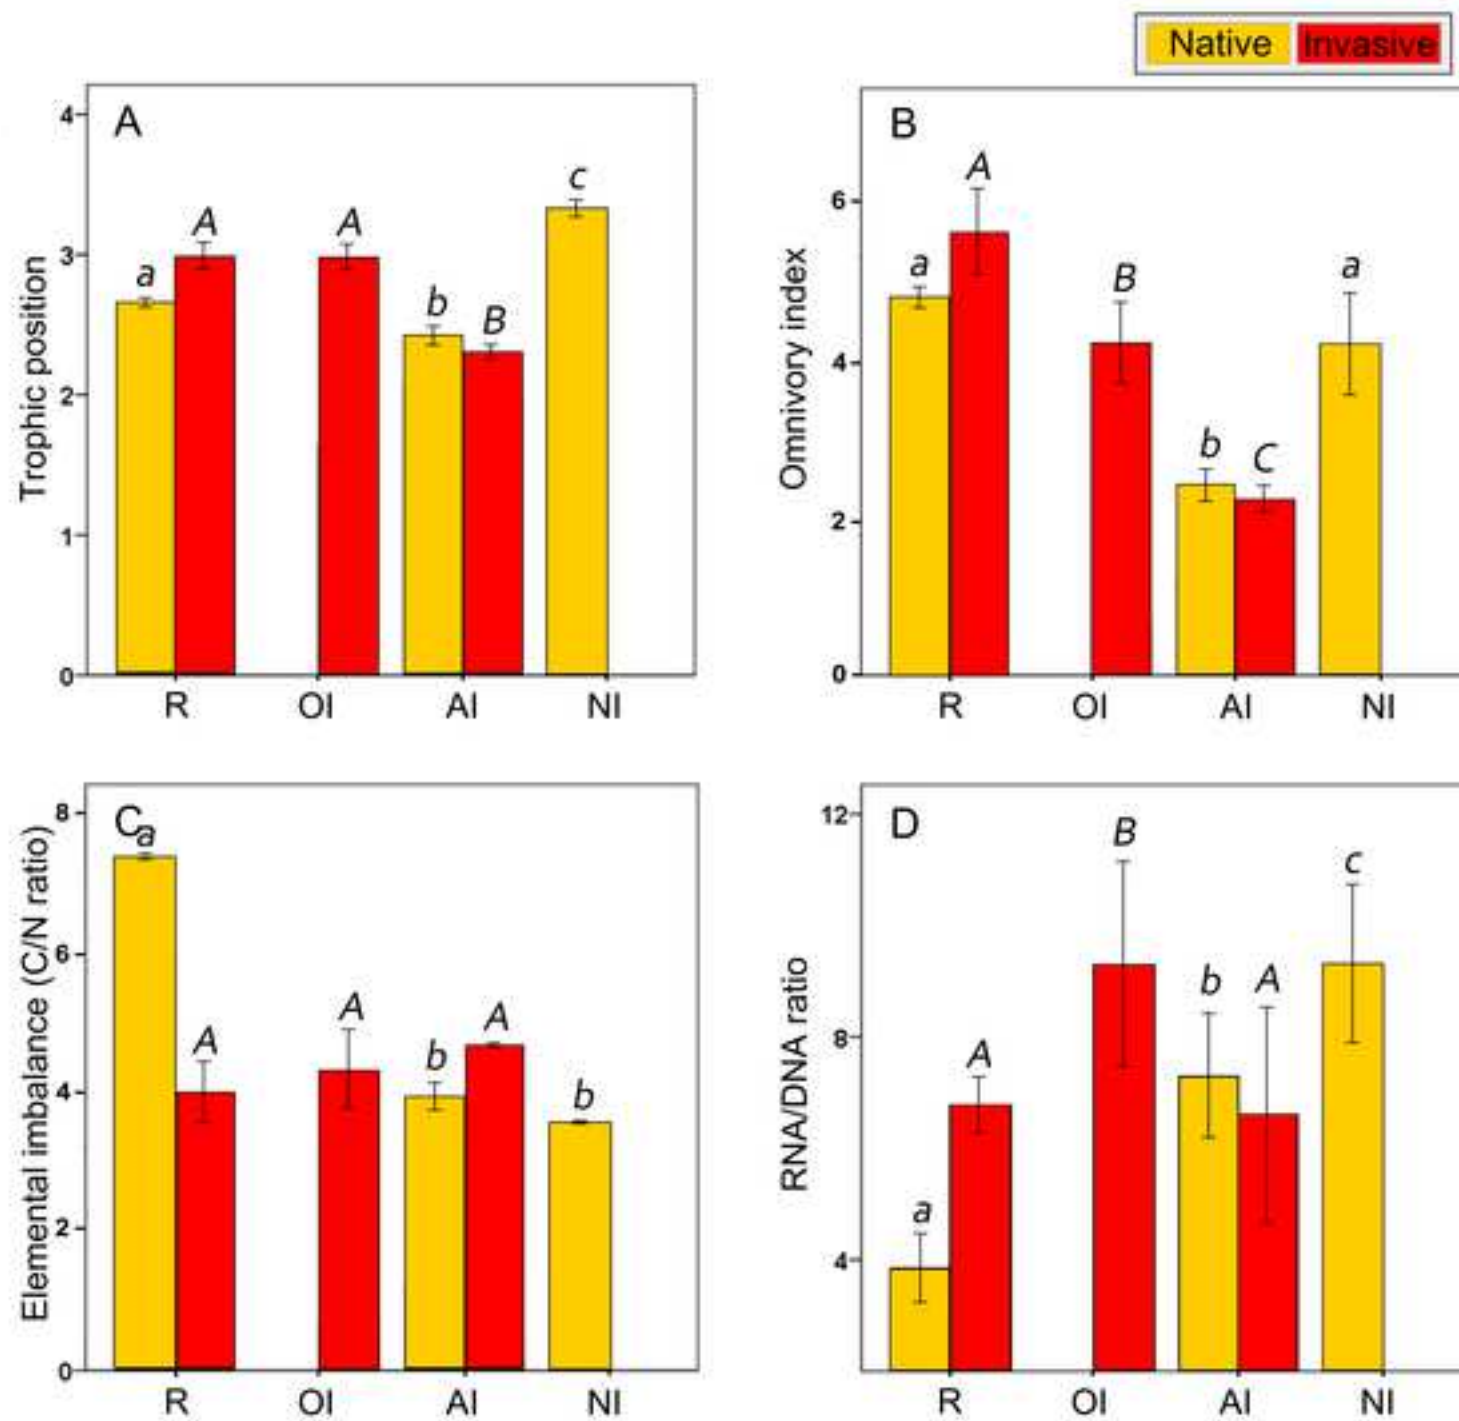 Native Invasive
A
4
3
2
1
0
Trophic position
a A A b B c
R OI AI NI
B
6
4
2
0
Omnivory index
a A B b C a
R OI AI NI
C
8
6
4
2
0
Elemental imbalance (C/N ratio)
a A A b A b
R OI AI NI
D
12
8
4
RNA/DNA ratio
a A B b A c
R OI AI NI